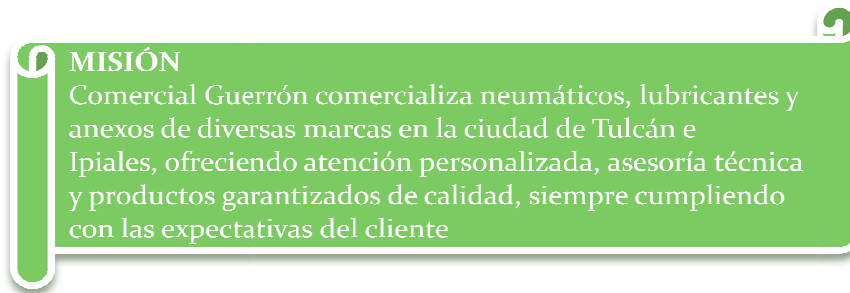 MISIÓN
Comercial Guerrón comercializa neumáticos, lubricantes y
anexos de diversas marcas en la ciudad de Tulcán e
Ipiales, ofreciendo atención personalizada, asesoría técnica
y productos garantizados de calidad, siempre cumpliendo
con las expectativas del cliente